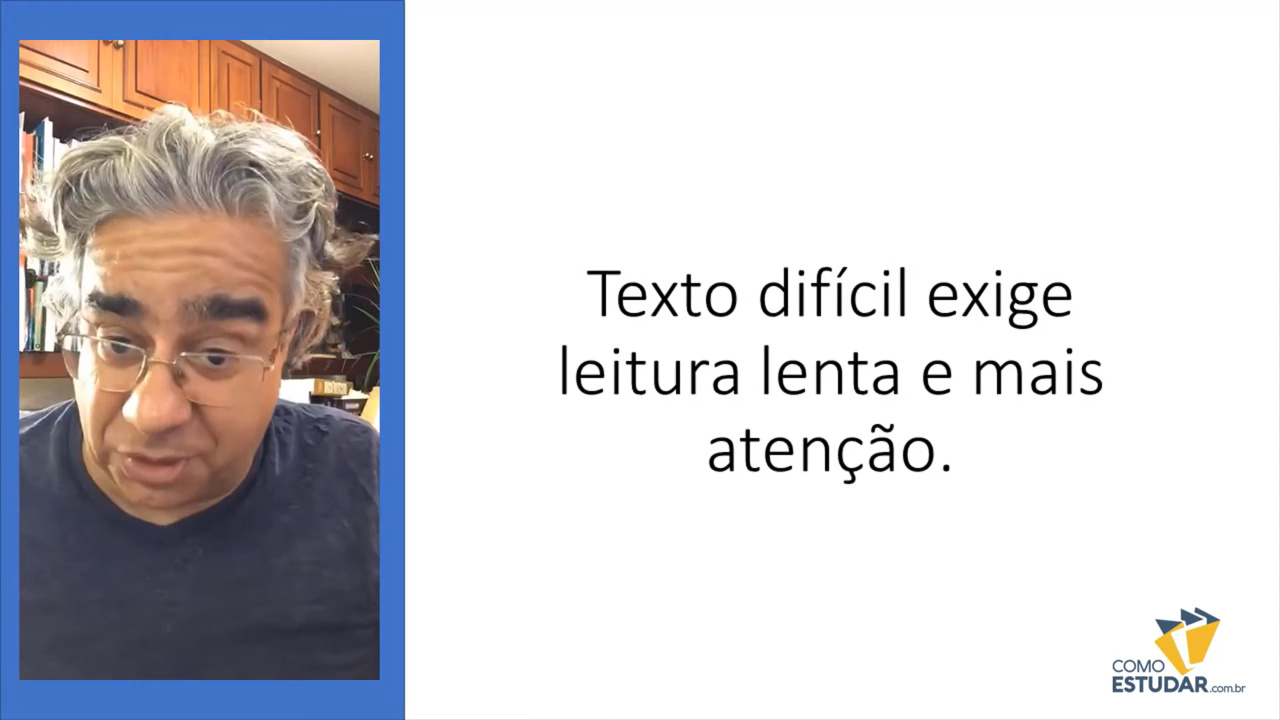 Texto difícil exige
leitura lenta e mais
atenção.
COMO
ESTUDAR.com.br